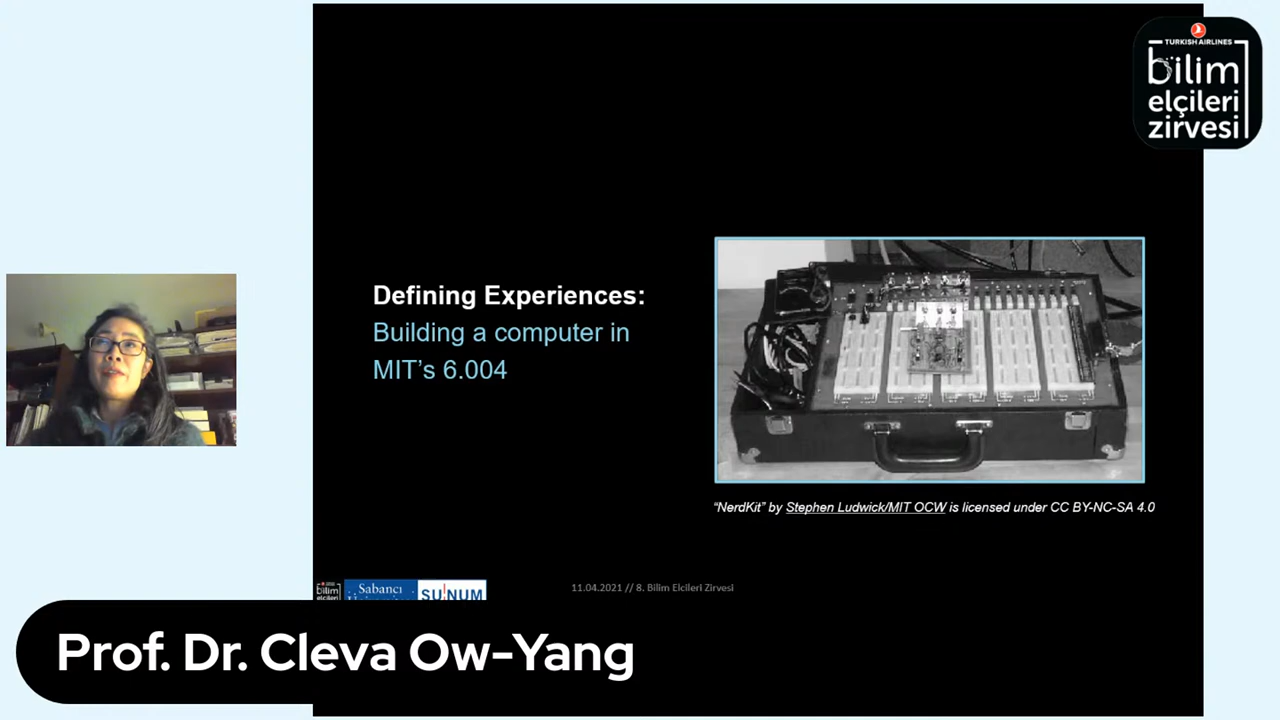 TURKISH AIRLINES
bilim
elçileri
zirvesi
Defining Experiences:
Building a computer in
MIT's 6.004
“NerdKit” by Stephen Ludwick/MIT OCW is licensed under CC BY-NC-SA 4.0
bilim
Sabancı
SUNUM
11.04.2021 // 8. Bilim Elcileri Zirvesi
Prof. Dr. Cleva Ow-Yang